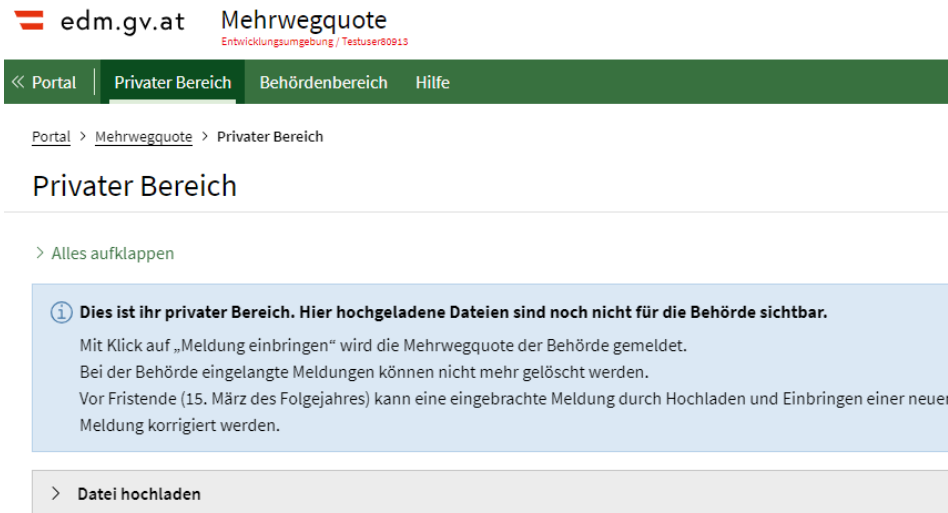 edm.gv.at Mehrwegquote
Entwicklungsumgebung / Testuser80915
« Portal Privater Bereich Behördenbereich Hilfe
Portal > Mehrwegquote > Privater Bereich
Privater Bereich
> Alles aufklappen
Dies ist ihr privater Bereich. Hier hochgeladene Dateien sind noch nicht für die Behörde sichtbar.
Mit Klick auf „Meldung einbringen“ wird die Mehrwegquote der Behörde gemeldet.
Bei der Behörde eingelangte Meldungen können nicht mehr gelöscht werden.
Vor Fristende (15. März des Folgejahres) kann eine eingebrachte Meldung durch Hochladen und Einbringen einer neuen
Meldung korrigiert werden.
> Datei hochladen